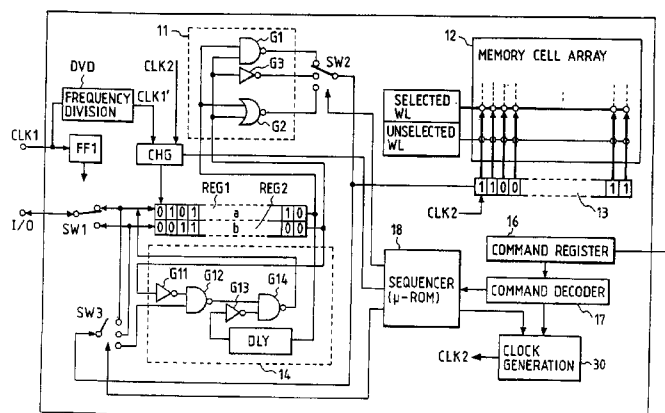 11
G1
G3
G2
SW2
12
MEMORY CELL ARRAY
SELECTED
WL
UNSELECTED
WL
DVD
CLK2
FREQUENCY
DIVISION
CLK1'
CLK1
FF1
CHG
REG1
REG2
I/O
SW1
0 1 0 1 a 1 0
0 0 1 1 b 0 0
1 1 0 0 1 1
CLK2
13
16
COMMAND REGISTER
18
SEQUENCER
(μ-ROM)
COMMAND DECODER
17
G11
G12
G13
G14
SW3
DLY
14
CLK2
CLOCK
GENERATION
30